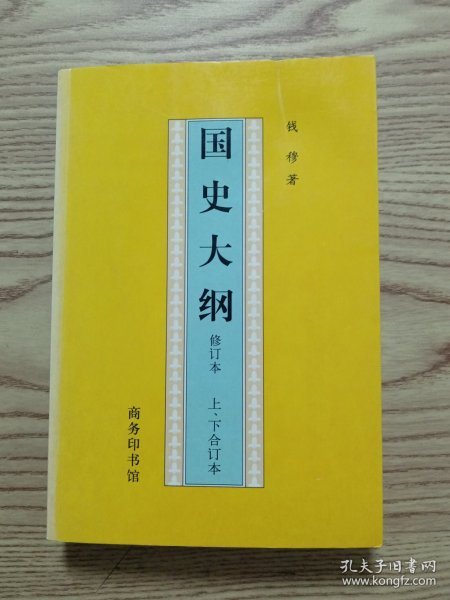 钱穆著
国史大纲
修订本 上、下合订本
商务印书馆
孔夫子旧书网
www.kongfz.com